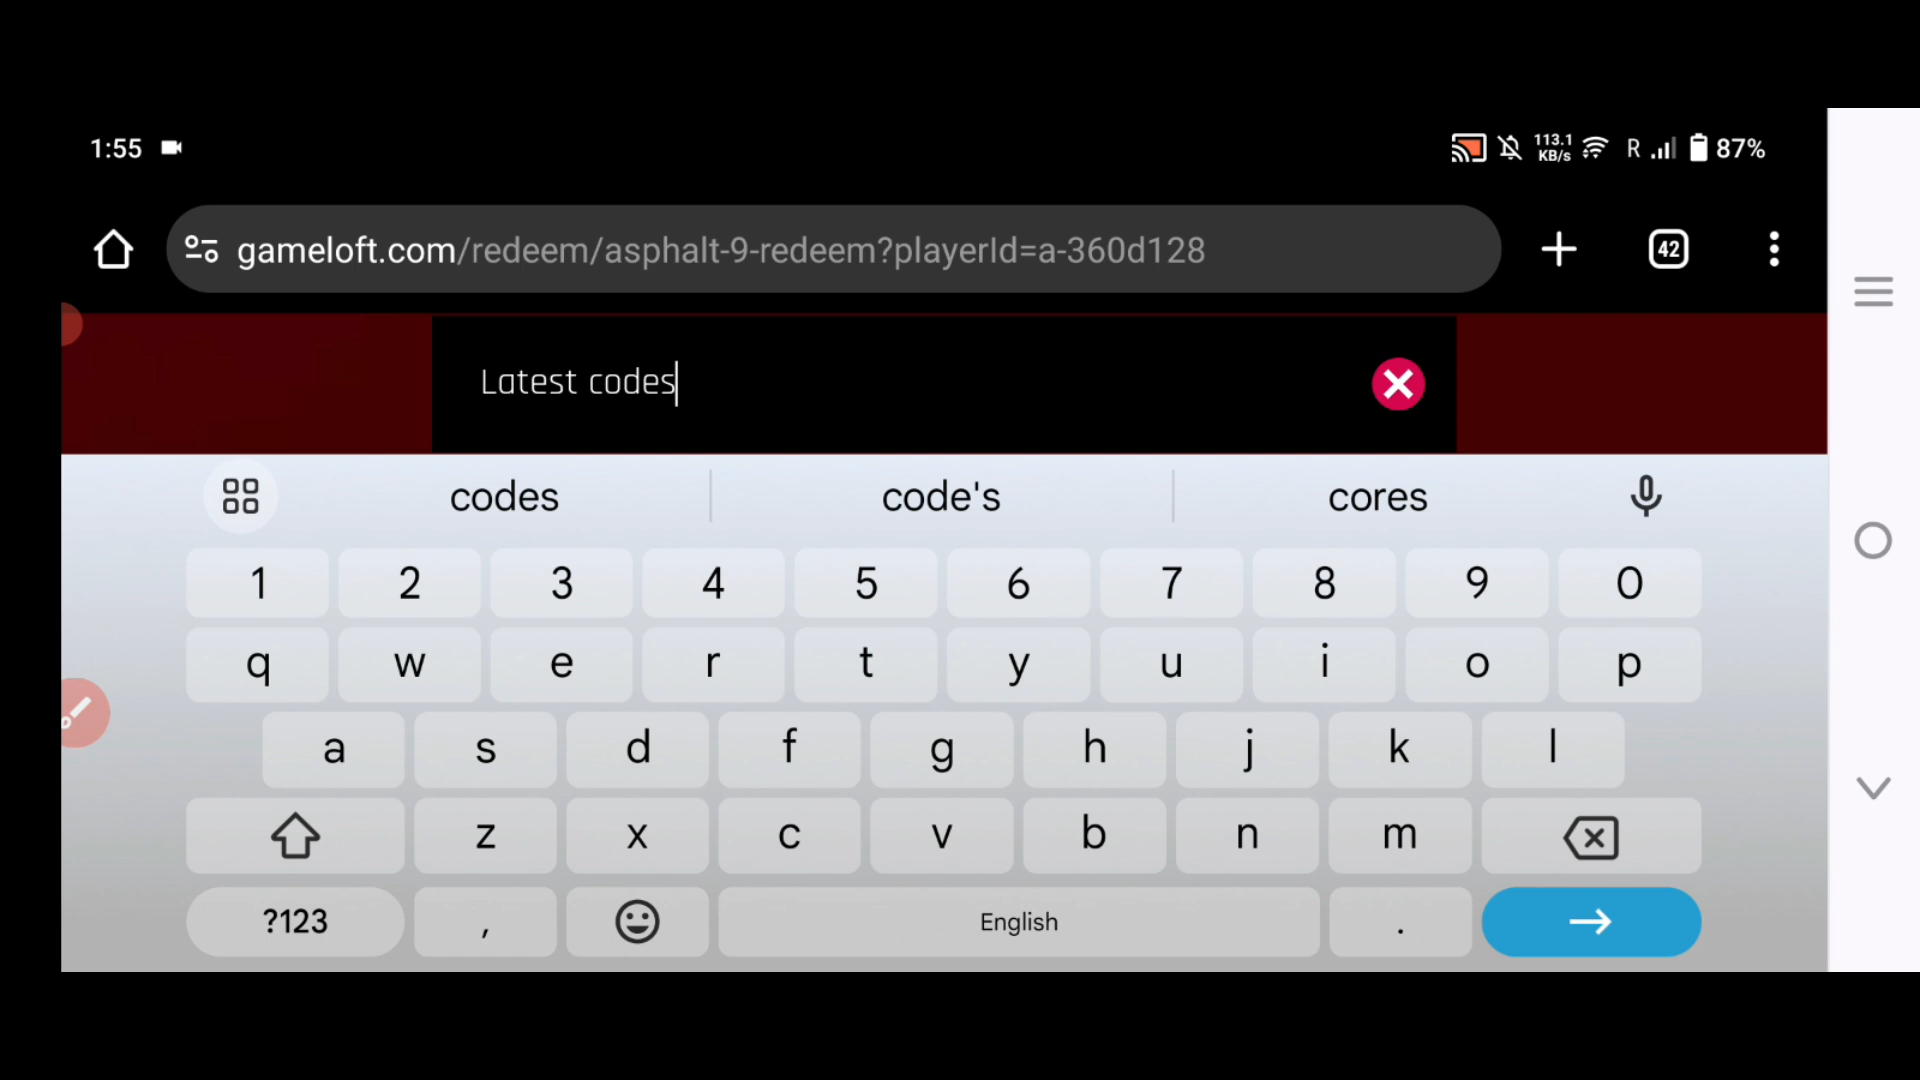 1:55
113.1
KB/s
R
87%
gameloft.com/redeem/asphalt-9-redeem?playerId=a-360d128
42
Latest codes
codes code's cores
1 2 3 4 5 6 7 8 9 0
q w e r t y u i o p
a s d f g h j k l
z x c v b n m
?123 , English .